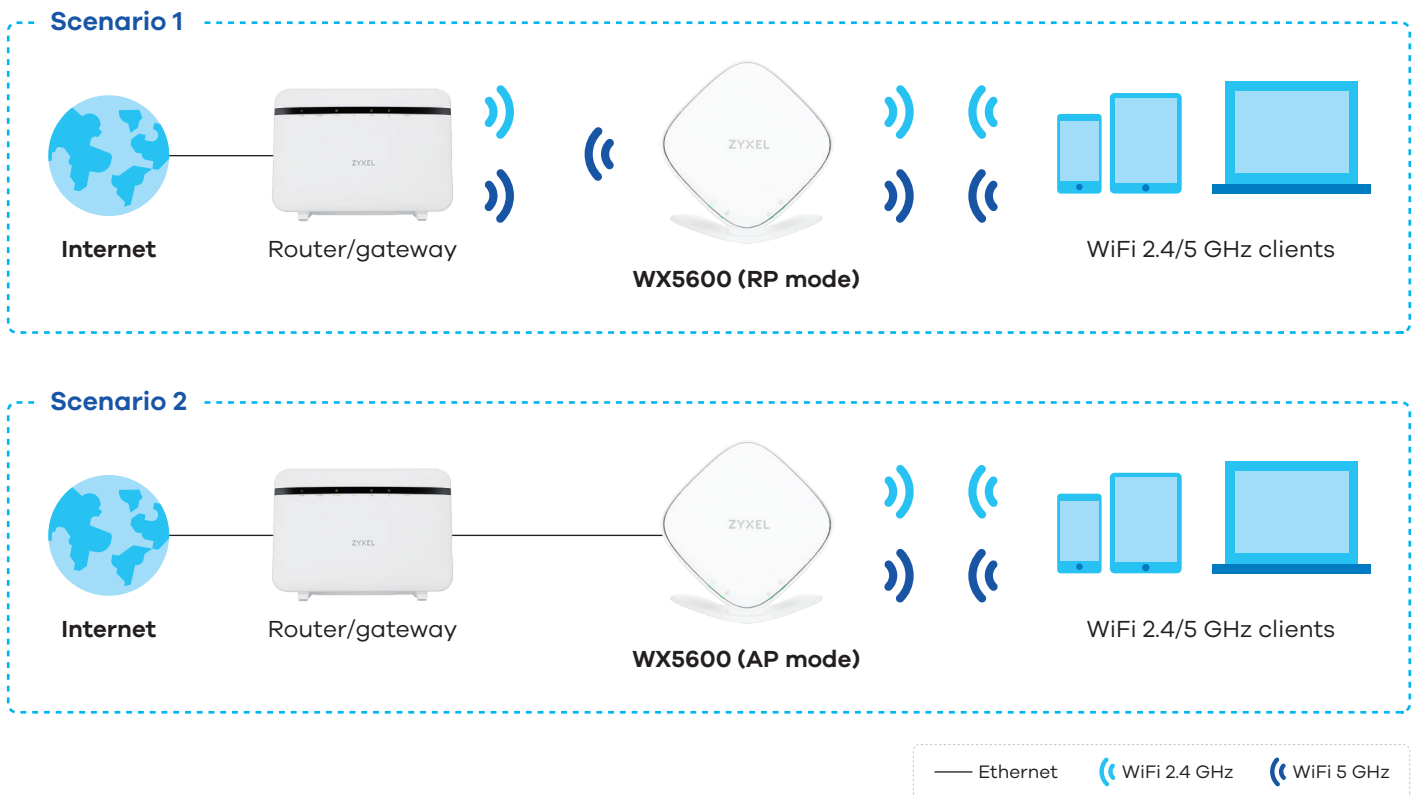 Scenario 1
ZYXEL
ZYXEL
Internet
Router/gateway
WX5600 (RP mode)
WiFi 2.4/5 GHz clients
Scenario 2
ZYXEL
ZYXEL
Internet
Router/gateway
WX5600 (AP mode)
WiFi 2.4/5 GHz clients
Ethernet
WiFi 2.4 GHz
WiFi 5 GHz